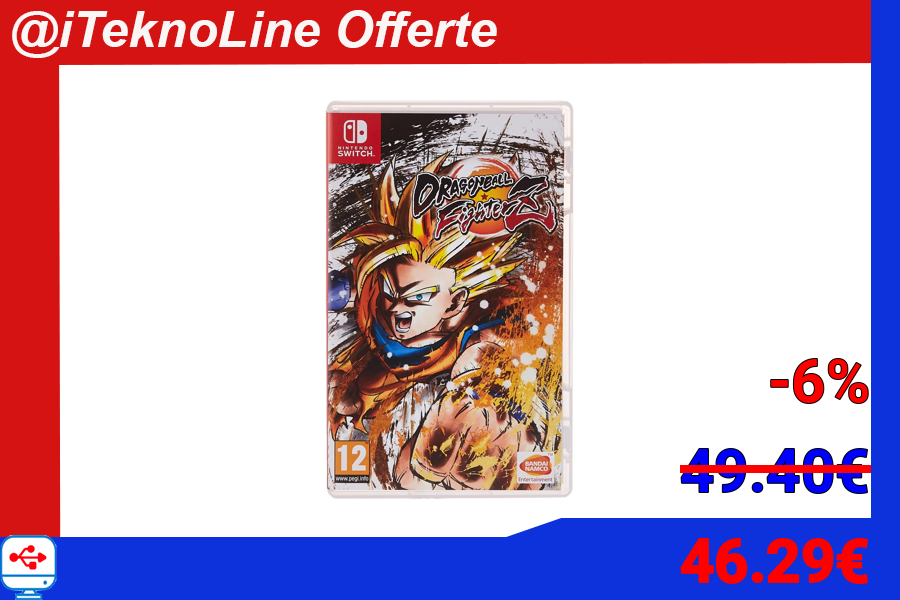 @iTeknoLine Offerte
NINTENDO
SWITCH.
DRAGONBALL
FighterZ
-6%
49.40€
12
www.pegi.info
BANDAI
NAMCO
Entertainment
46.29€